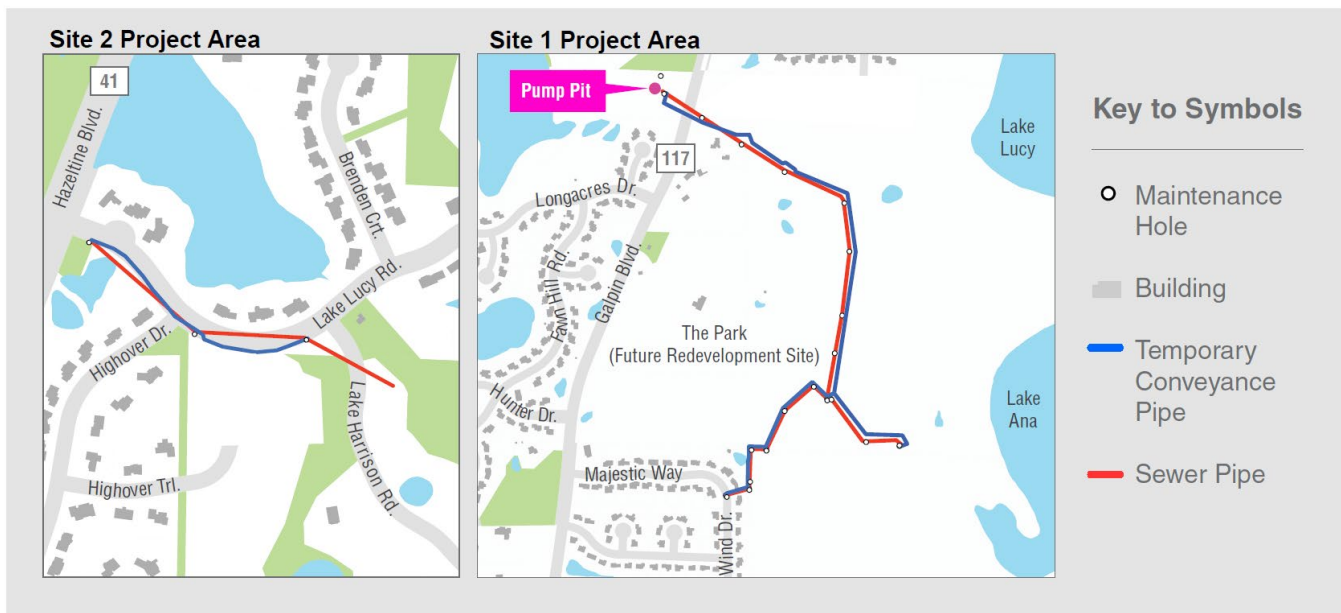 Site 2 Project Area
41
Hazeltine Blvd.
Brenden Crt.
Lake Lucy Rd.
Highover Dr.
Lake Harrison Rd.
Highover Trl.
Site 1 Project Area
Pump Pit
117
Longacres Dr.
Fawn Hill Rd.
Galpin Blvd.
The Park
(Future Redevelopment Site)
Hunter Dr.
Majestic Way
Wind Dr.
Lake
Lucy
Lake
Ana
Key to Symbols
Maintenance
Hole
Building
Temporary
Conveyance
Pipe
Sewer Pipe